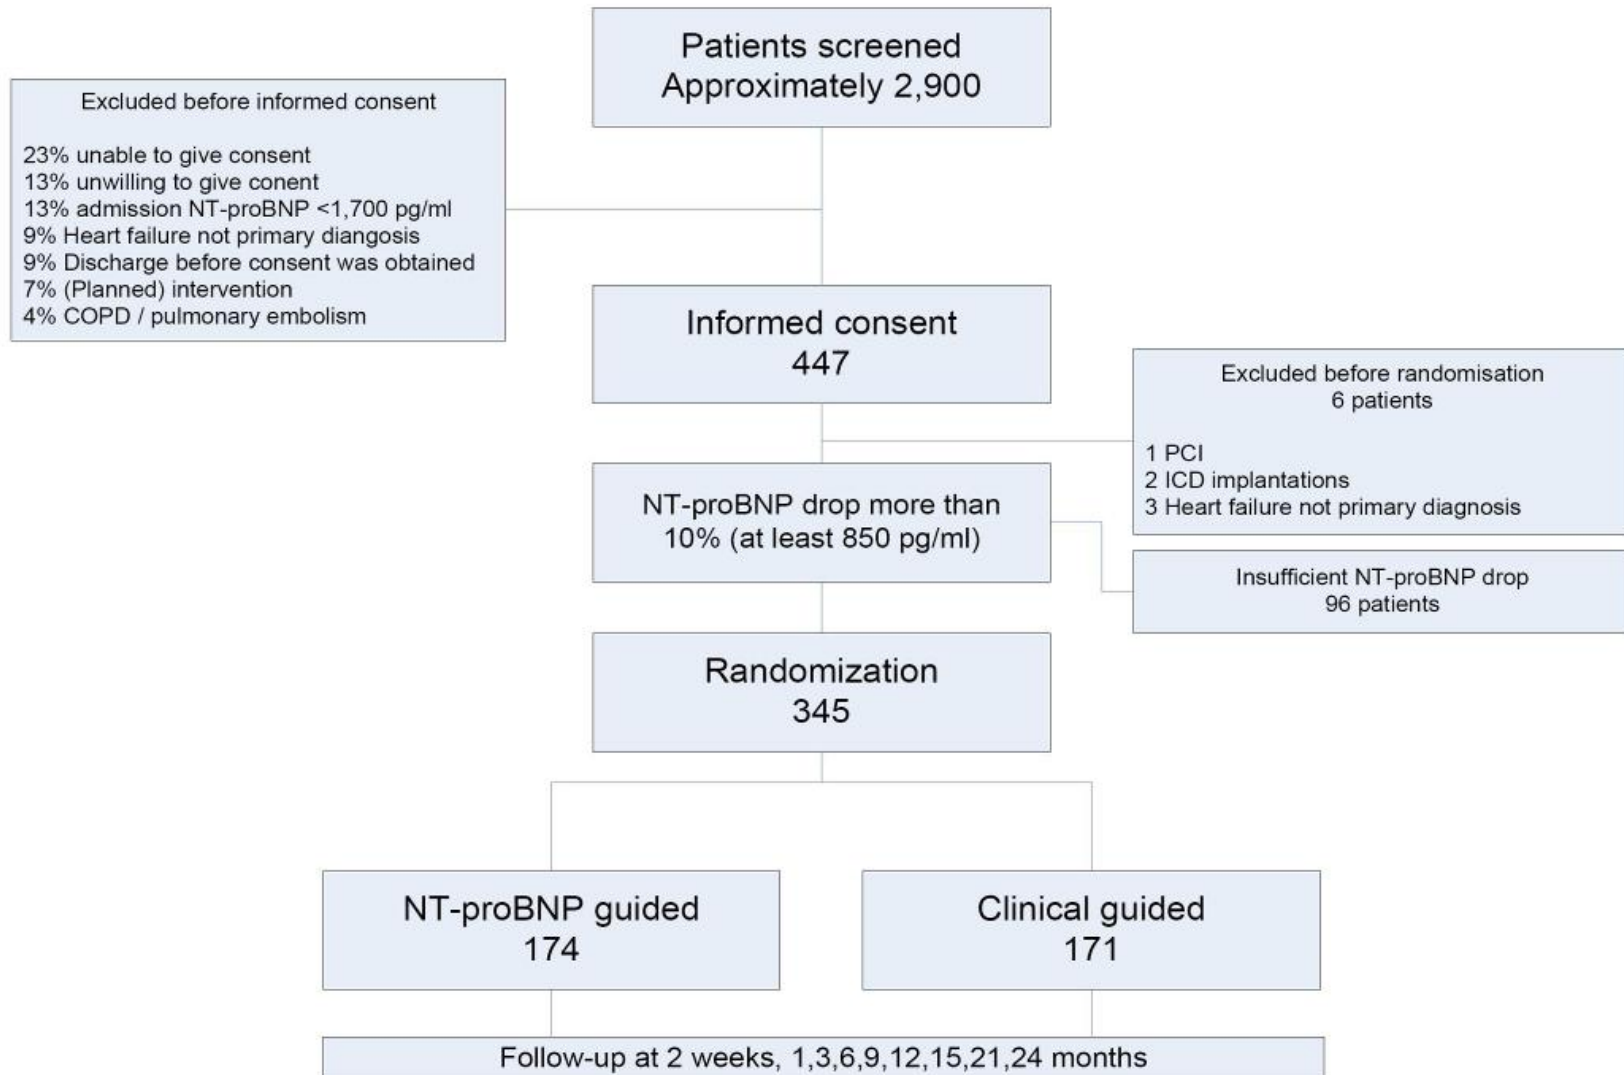 Patients screened
Approximately 2,900
Excluded before informed consent
23% unable to give consent
13% unwilling to give conent
13% admission NT-proBNP <1,700 pg/ml
9% Heart failure not primary diangosis
9% Discharge before consent was obtained
7% (Planned) intervention
4% COPD / pulmonary embolism
Informed consent
447
Excluded before randomisation
6 patients
1 PCI
2 ICD implantations
3 Heart failure not primary diagnosis
NT-proBNP drop more than
10% (at least 850 pg/ml)
Insufficient NT-proBNP drop
96 patients
Randomization
345
NT-proBNP guided
174
Clinical guided
171
Follow-up at 2 weeks, 1,3,6,9,12,15,21,24 months